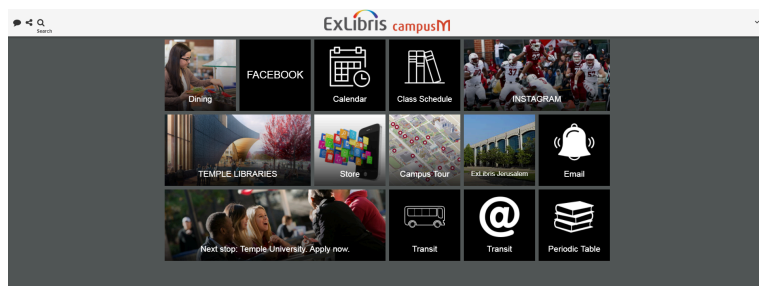 Search
ExLibris campusM
Dining
FACEBOOK
Calendar
Class Schedule
INSTAGRAM
TEMPLE LIBRARIES
Store
Campus Tour
ExLibris Jerusalem
Email
Next stop: Temple University. Apply now.
Transit
Transit
Periodic Table